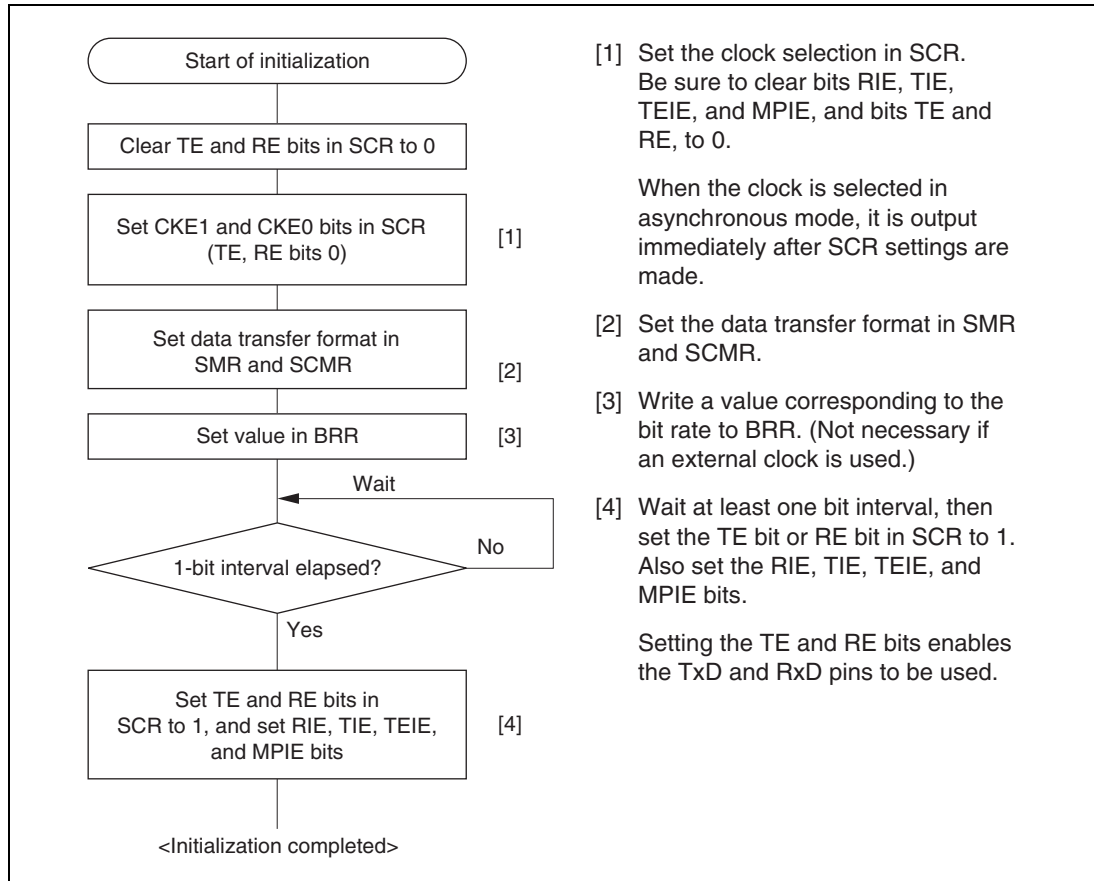 Start of initialization
Clear TE and RE bits in SCR to 0
Set CKE1 and CKE0 bits in SCR
(TE, RE bits 0)
[1]
Set data transfer format in
SMR and SCMR
[2]
Set value in BRR
[3]
Wait
No
1-bit interval elapsed?
Yes
Set TE and RE bits in
SCR to 1, and set RIE, TIE, TEIE,
and MPIE bits
[4]
<Initialization completed>
[1] Set the clock selection in SCR.
Be sure to clear bits RIE, TIE,
TEIE, and MPIE, and bits TE and
RE, to 0.
When the clock is selected in
asynchronous mode, it is output
immediately after SCR settings are
made.
[2] Set the data transfer format in SMR
and SCMR.
[3] Write a value corresponding to the
bit rate to BRR. (Not necessary if
an external clock is used.)
[4] Wait at least one bit interval, then
set the TE bit or RE bit in SCR to 1.
Also set the RIE, TIE, TEIE, and
MPIE bits.
Setting the TE and RE bits enables
the TxD and RxD pins to be used.